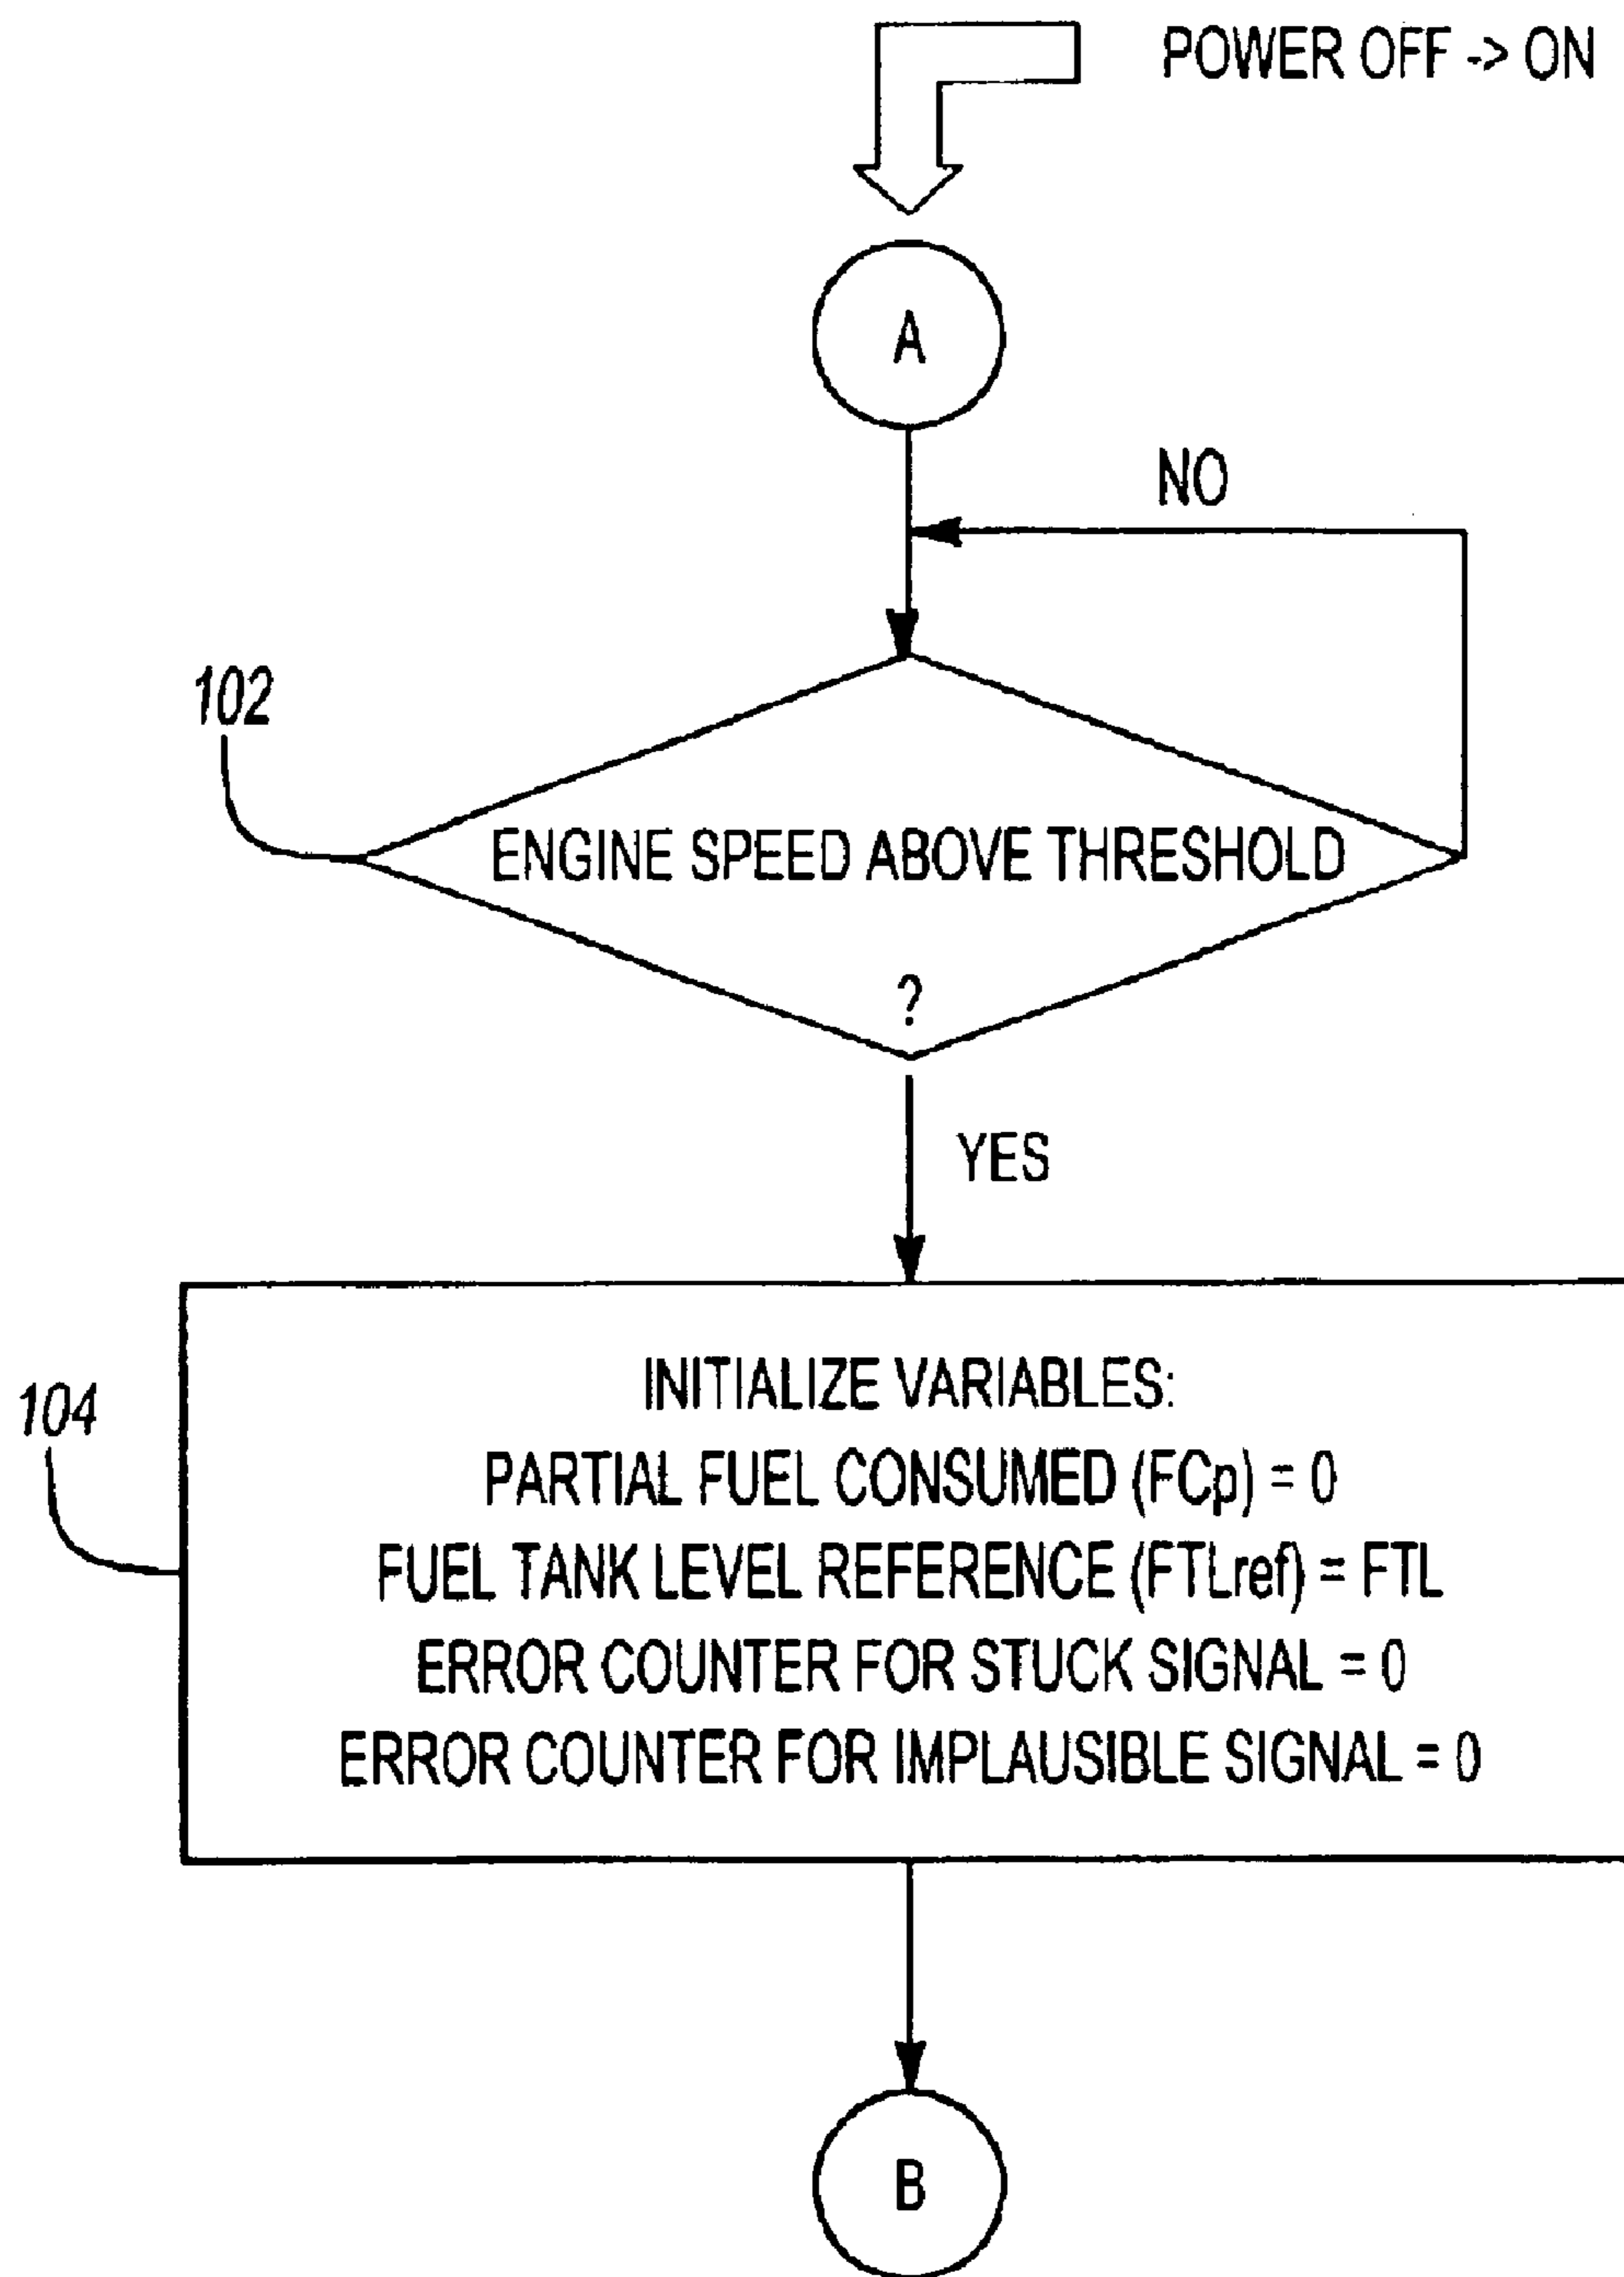 POWER OFF -> ON
A
NO
102
ENGINE SPEED ABOVE THRESHOLD
?
YES
104
INITIALIZE VARIABLES:
PARTIAL FUEL CONSUMED (FCp) = 0
FUEL TANK LEVEL REFERENCE (FTLref) = FTL
ERROR COUNTER FOR STUCK SIGNAL = 0
ERROR COUNTER FOR IMPLAUSIBLE SIGNAL = 0
B